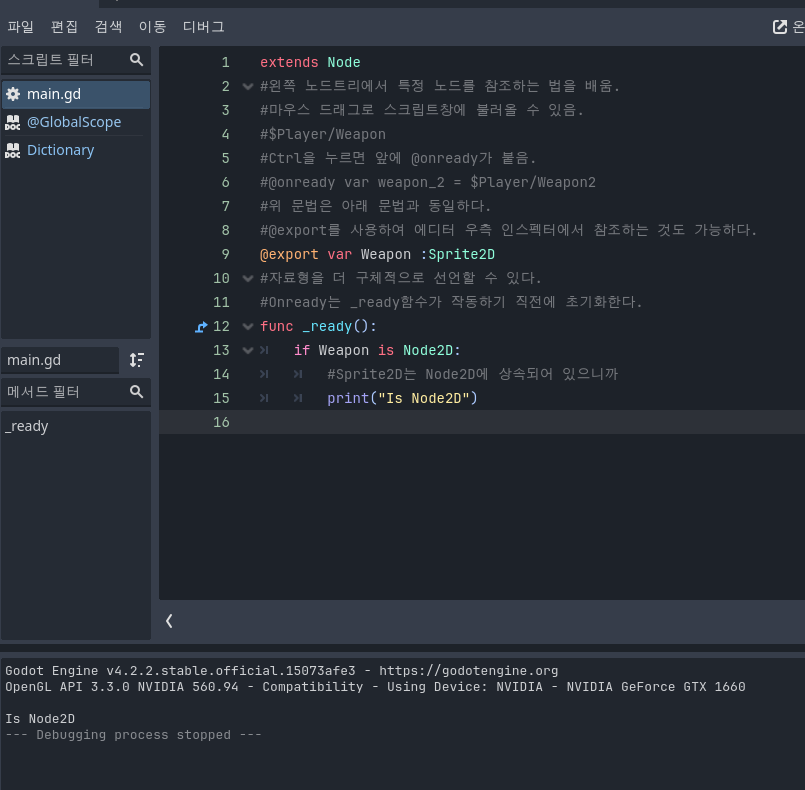 파일 편집 검색 이동 디버그 온
스크립트 필터
main.gd
@GlobalScope
Dictionary
main.gd
메서드 필터
_ready
1 extends Node
2 #왼쪽 노드트리에서 특정 노드를 참조하는 법을 배움.
3 #마우스 드래그로 스크립트창에 불러올 수 있음.
4 #$Player/Weapon
5 #Ctrl을 누르면 앞에 @onready가 붙음.
6 #@onready var weapon_2 = $Player/Weapon2
7 #위 문법은 아래 문법과 동일하다.
8 #@export를 사용하여 에디터 우측 인스펙터에서 참조하는 것도 가능하다.
9 @export var Weapon :Sprite2D
10 #자료형을 더 구체적으로 선언할 수 있다.
11 #Onready는 _ready함수가 작동하기 직전에 초기화한다.
12 func _ready():
13 if Weapon is Node2D:
14 #Sprite2D는 Node2D에 상속되어 있으니까
15 print("Is Node2D")
16
Godot Engine v4.2.2.stable.official.15073afe3 - https://godotengine.org
OpenGL API 3.3.0 NVIDIA 560.94 - Compatibility - Using Device: NVIDIA - NVIDIA GeForce GTX 1660
Is Node2D
--- Debugging process stopped ---